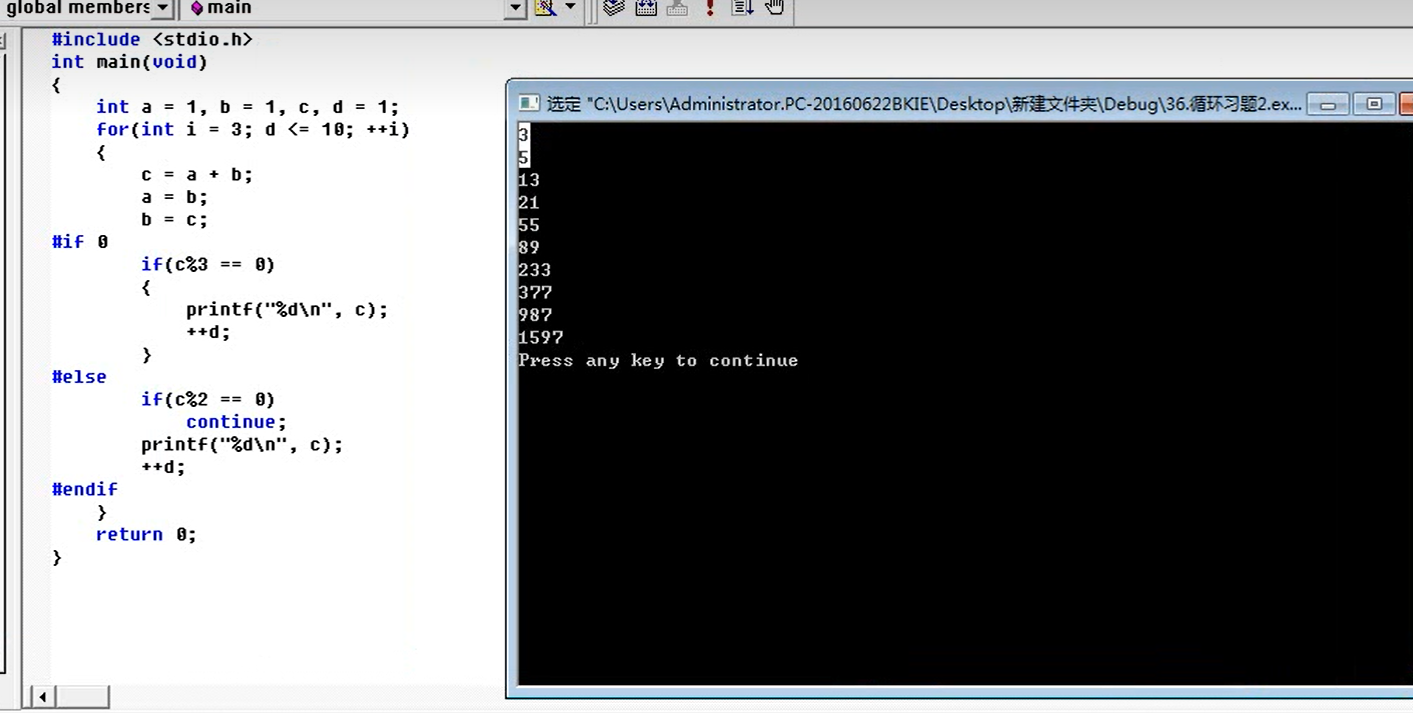 global members main
#include <stdio.h>
int main(void)
{
int a = 1, b = 1, c, d = 1;
for(int i = 3; d <= 10; ++i)
{
c = a + b;
a = b;
b = c;
#if 0
if(c%3 == 0)
{
printf("%d\n", c);
++d;
}
#else
if(c%2 == 0)
continue;
printf("%d\n", c);
++d;
#endif
}
return 0;
}
选定 "C:\Users\Administrator.PC-20160622BKIE\Desktop\新建文件夹\Debug\36.循环习题2.ex...
3
5
13
21
55
89
233
377
987
1597
Press any key to continue